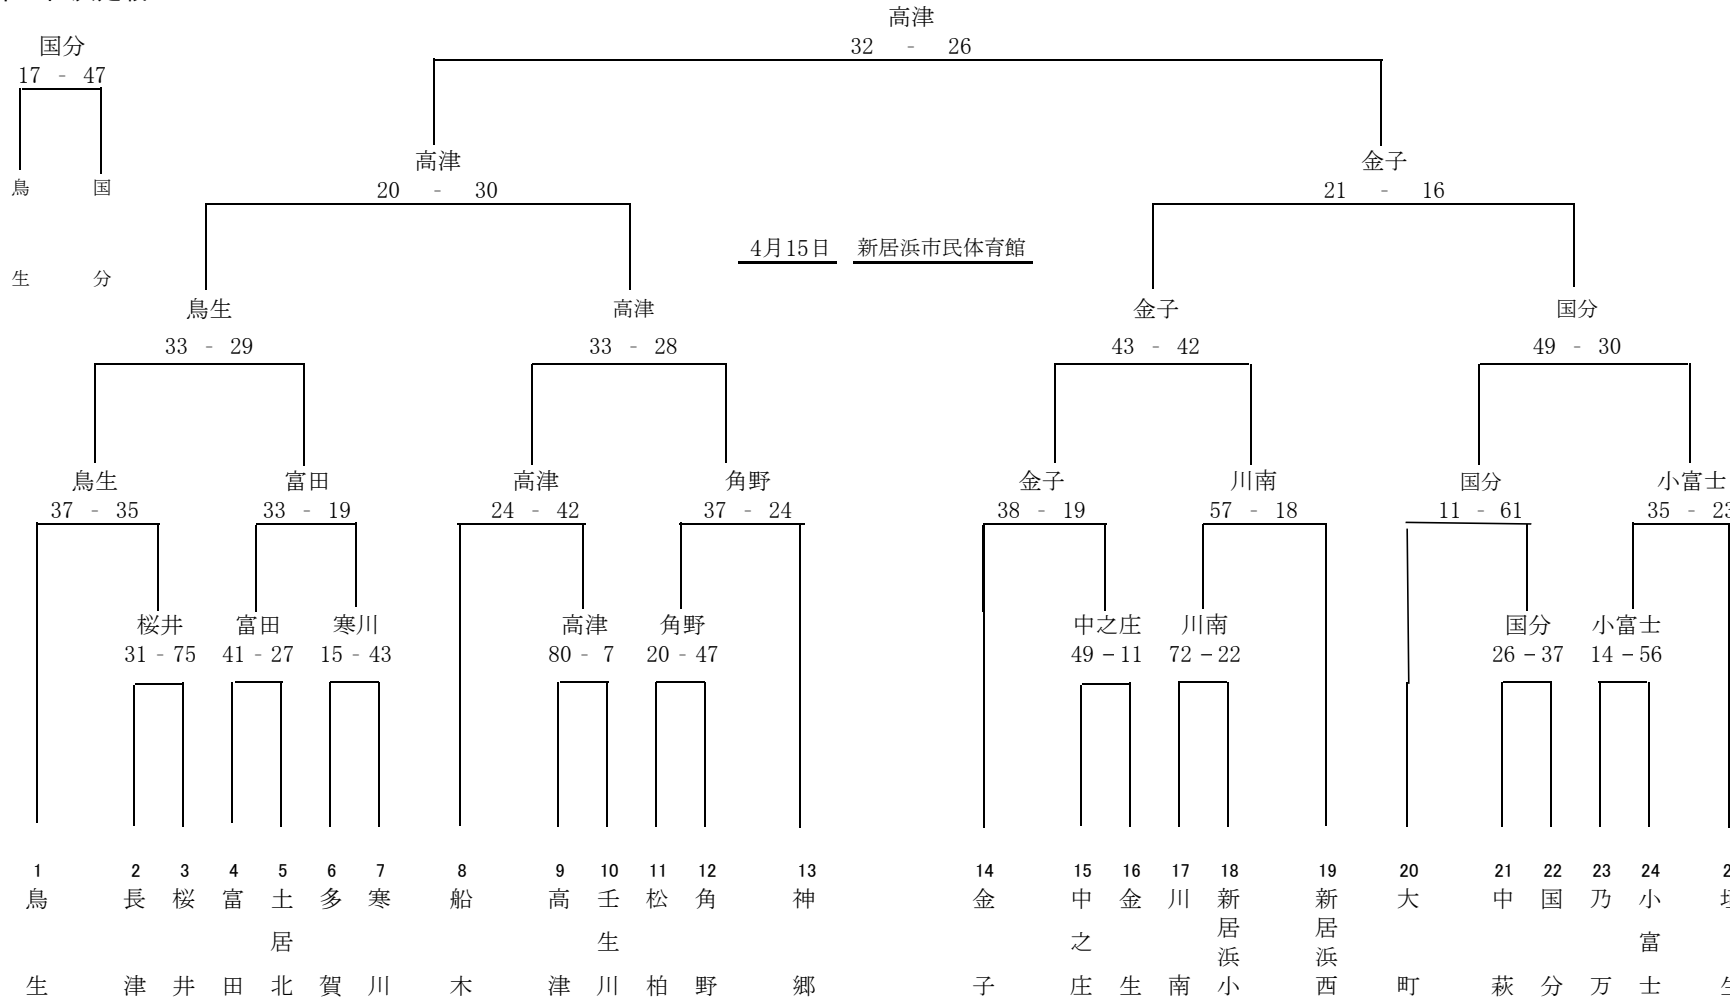 高津
32 - 26
国分
17 - 47
鳥生
国分
高津
20 - 30
金子
21 - 16
4月15日 新居浜市民体育館
鳥生
33 - 29
高津
33 - 28
金子
43 - 42
国分
49 - 30
鳥生
37 - 35
富田
33 - 19
高津
24 - 42
角野
37 - 24
金子
38 - 19
川南
57 - 18
国分
11 - 61
小富士
35 - 23
桜井
31 - 75
富田
41 - 27
寒川
15 - 43
高津
80 - 7
角野
20 - 47
中之庄
49 - 11
川南
72 - 22
国分
26 - 37
小富士
14 - 56
1 鳥生
2 長津
3 桜井
4 富田
5 土居北
6 多賀
7 寒川
8 船木
9 高津
10 壬生川
11 松柏
12 角野
13 神郷
14 金子
15 中之庄
16 金生
17 川南
18 新居浜小
19 新居浜西
20 大町
21 中萩
22 国分
23 乃万
24 小富士